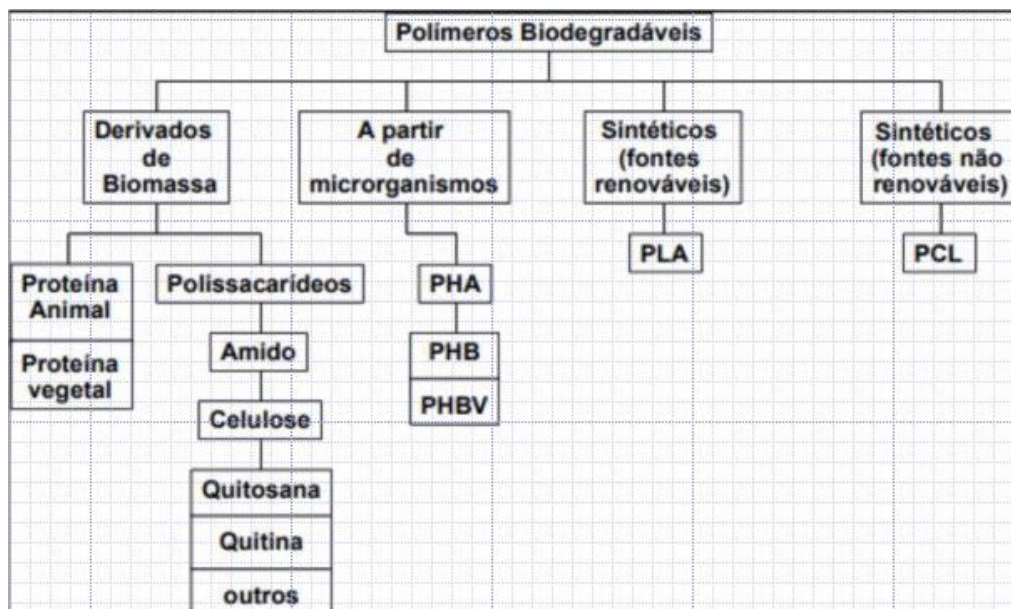 Polímeros Biodegradáveis
Derivados
de
Biomassa
A partir
de
microrganismos
Sintéticos
(fontes
renováveis)
Sintéticos
(fontes não
renováveis)
Proteína
Animal
Proteína
vegetal
Polissacarídeos
Amido
Celulose
Quitosana
Quitina
outros
PHA
PHB
PHBV
PLA
PCL